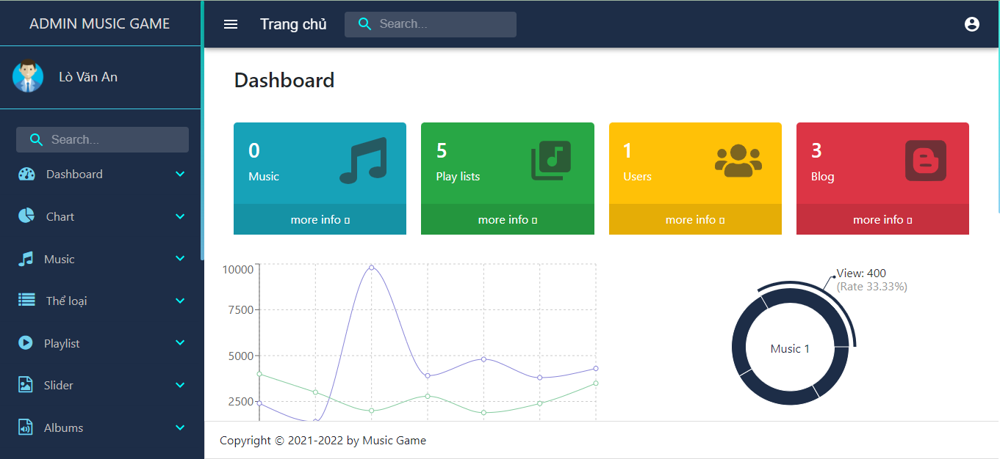 ADMIN MUSIC GAME
Trang chủ
Search...
Lò Văn An
Search...
Dashboard
Chart
Music
Thể loại
Playlist
Slider
Albums
Dashboard
0
Music
more info
5
Play lists
more info
1
Users
more info
3
Blog
more info
10000
7500
5000
2500
View: 400
(Rate 33.33%)
Music 1
Copyright © 2021-2022 by Music Game